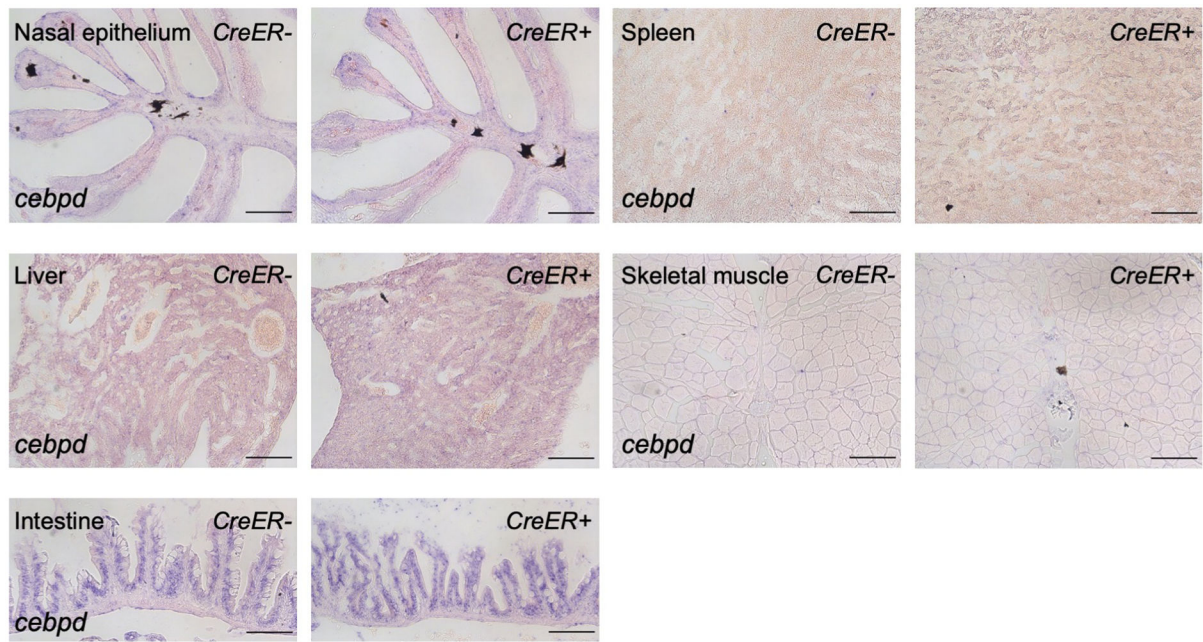 Nasal epithelium CreER-
cebpd
CreER+
Spleen CreER-
cebpd
CreER+
Liver CreER-
cebpd
CreER+
Skeletal muscle CreER-
cebpd
CreER+
Intestine CreER-
cebpd
CreER+